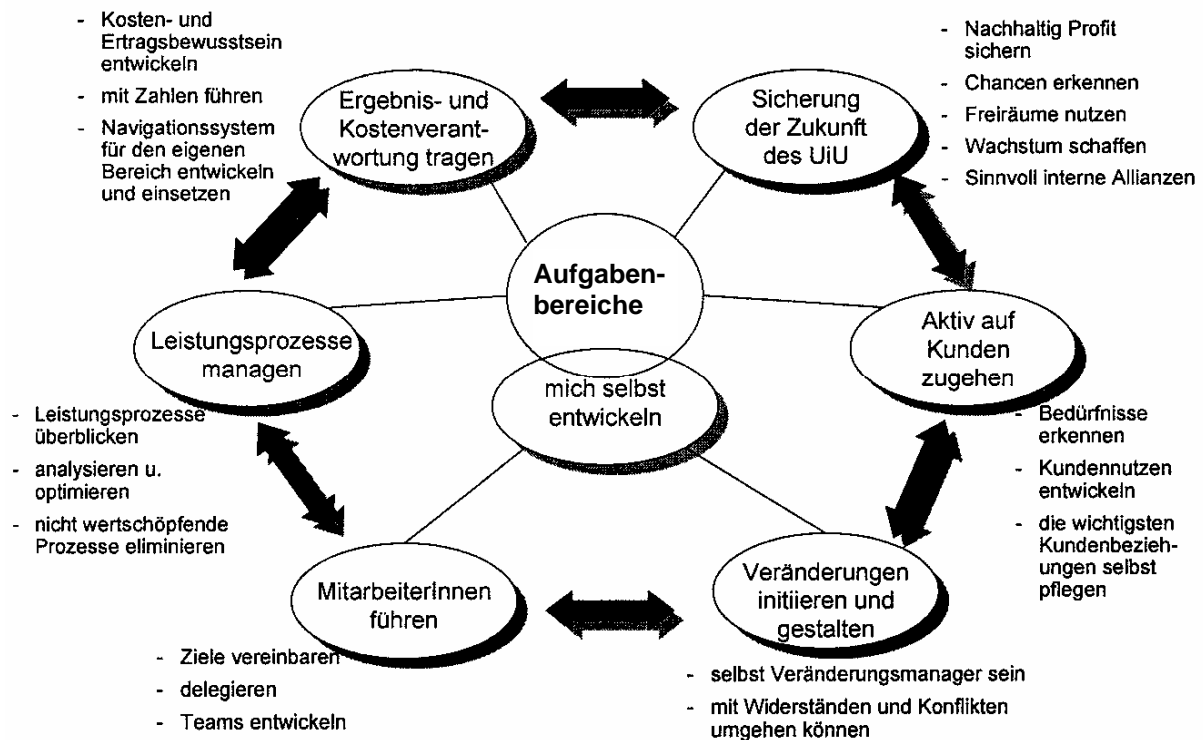 - Kosten- und
Ertragsbewusstsein
entwickeln
- mit Zahlen führen
- Navigationssystem
für den eigenen
Bereich entwickeln
und einsetzen
Ergebnis- und
Kostenverant-
wortung tragen
Sicherung
der Zukunft
des UiU
- Nachhaltig Profit
sichern
- Chancen erkennen
- Freiräume nutzen
- Wachstum schaffen
- Sinnvoll interne Allianzen
Aufgaben-
bereiche
Leistungsprozesse
managen
Aktiv auf
Kunden
zugehen
mich selbst
entwickeln
- Leistungsprozesse
überblicken
- analysieren u.
optimieren
- nicht wertschöpfende
Prozesse eliminieren
- Bedürfnisse
erkennen
- Kundennutzen
entwickeln
- die wichtigsten
Kundenbezieh-
ungen selbst
pflegen
MitarbeiterInnen
führen
Veränderungen
initiieren und
gestalten
- Ziele vereinbaren
- delegieren
- Teams entwickeln
- selbst Veränderungsmanager sein
- mit Widerständen und Konflikten
umgehen können